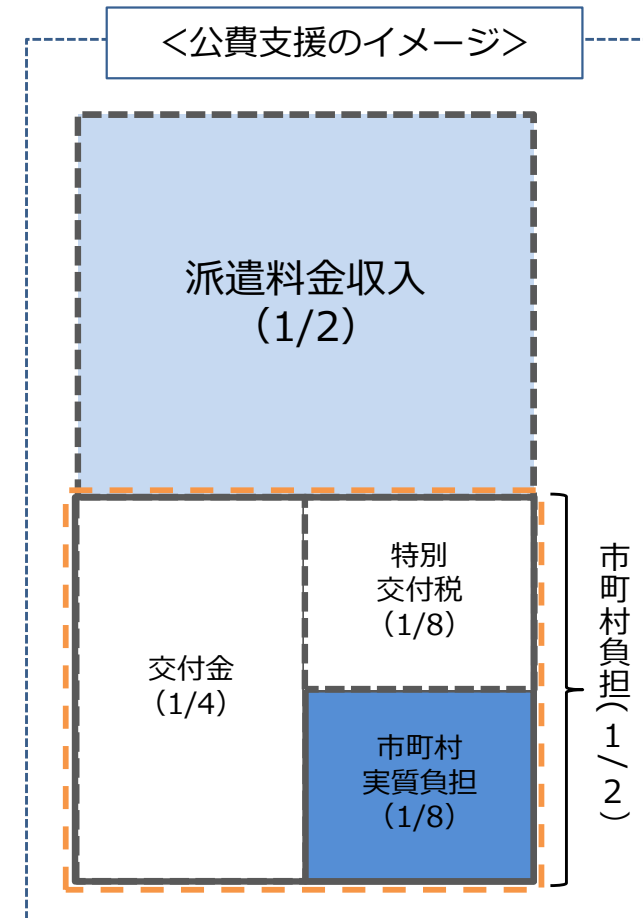 ＜公費支援のイメージ＞
派遣料金収入
（1/2）
特別
交付税
（1/8）
交付金
（1/4）
市町村
実質負担
（1/8）
市町村負担(1/2)